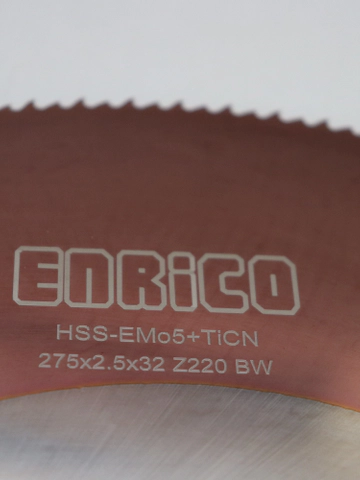 ENRiCO
HSS-EMo5+TiCN
275x2.5x32 Z220 BW